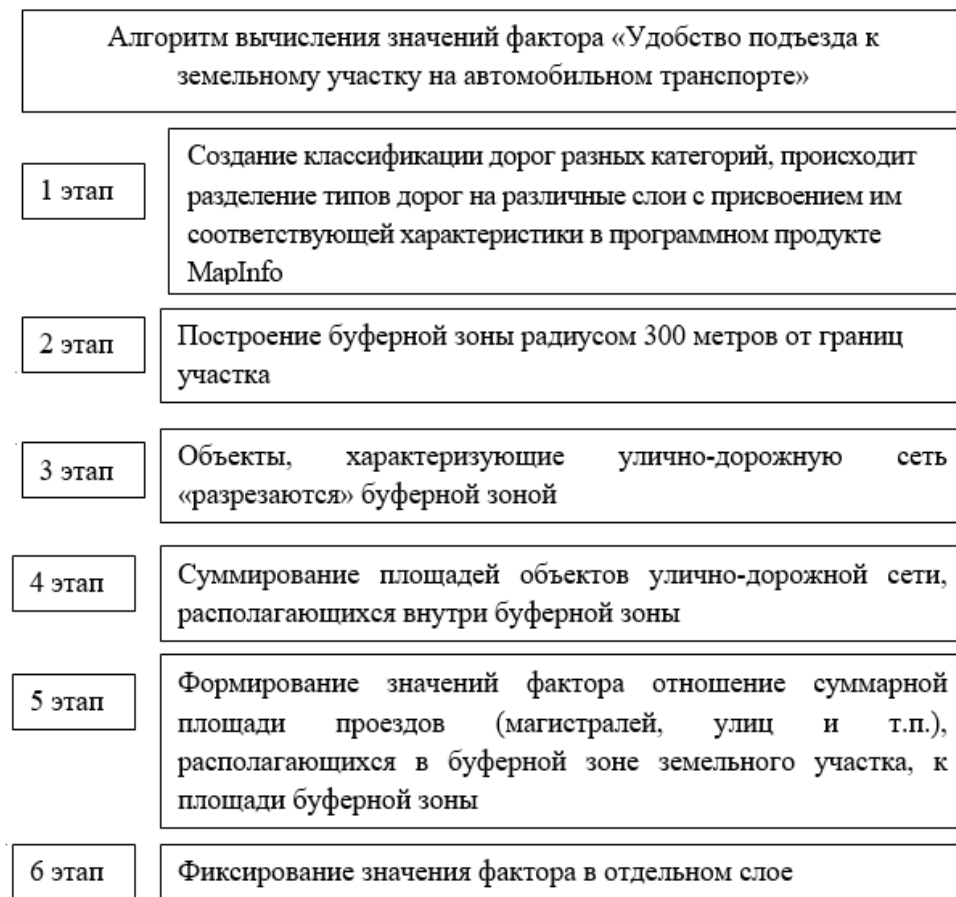 Алгоритм вычисления значений фактора «Удобство подъезда к
земельному участку на автомобильном транспорте»
1 этап
Создание классификации дорог разных категорий, происходит
разделение типов дорог на различные слои с присвоением им
соответствующей характеристики в программном продукте
MapInfo
2 этап
Построение буферной зоны радиусом 300 метров от границ
участка
3 этап
Объекты, характеризующие улично-дорожную сеть
«разрезаются» буферной зоной
4 этап
Суммирование площадей объектов улично-дорожной сети,
располагающихся внутри буферной зоны
5 этап
Формирование значений фактора отношение суммарной
площади проездов (магистралей, улиц и т.п.),
располагающихся в буферной зоне земельного участка, к
площади буферной зоны
6 этап
Фиксирование значения фактора в отдельном слое